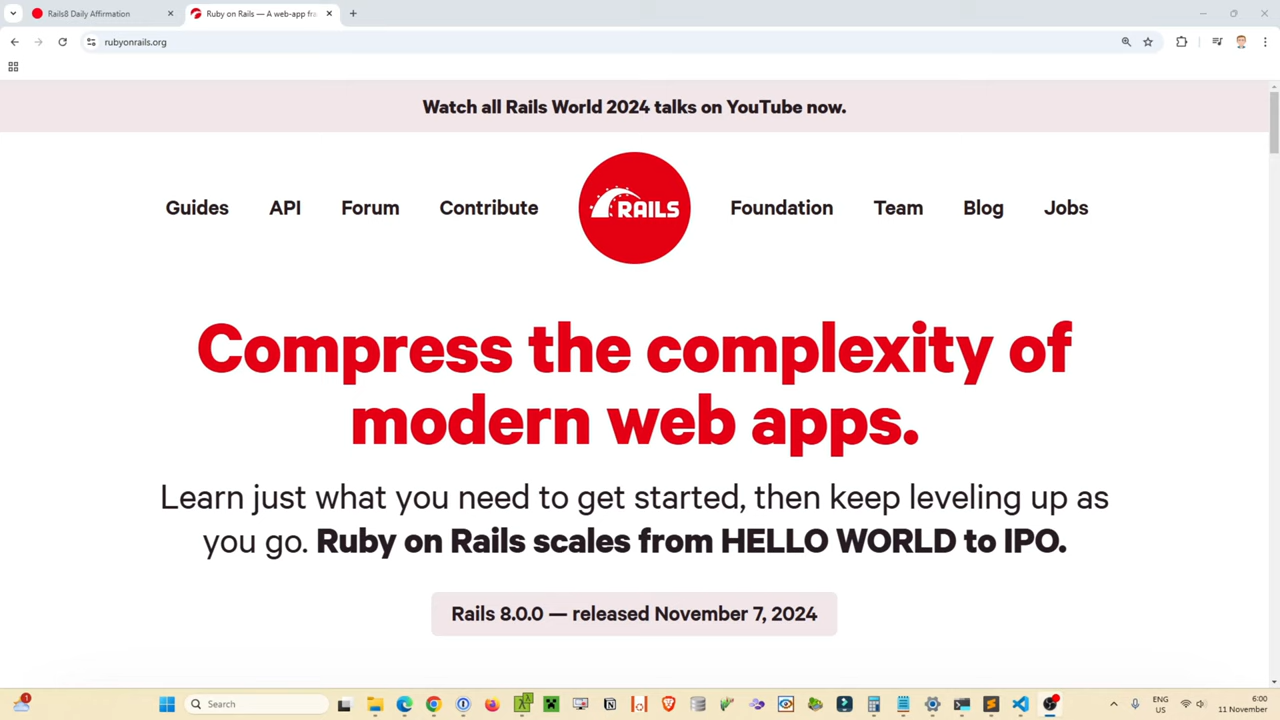 Rails8 Daily Affirmation
Ruby on Rails — A web-app fra
rubyonrails.org
Watch all Rails World 2024 talks on YouTube now.
Guides API Forum Contribute RAILS Foundation Team Blog Jobs
Compress the complexity of
modern web apps.
Learn just what you need to get started, then keep leveling up as
you go. Ruby on Rails scales from HELLO WORLD to IPO.
Rails 8.0.0 — released November 7, 2024
1
Search
ENG
US
6:00
11 November